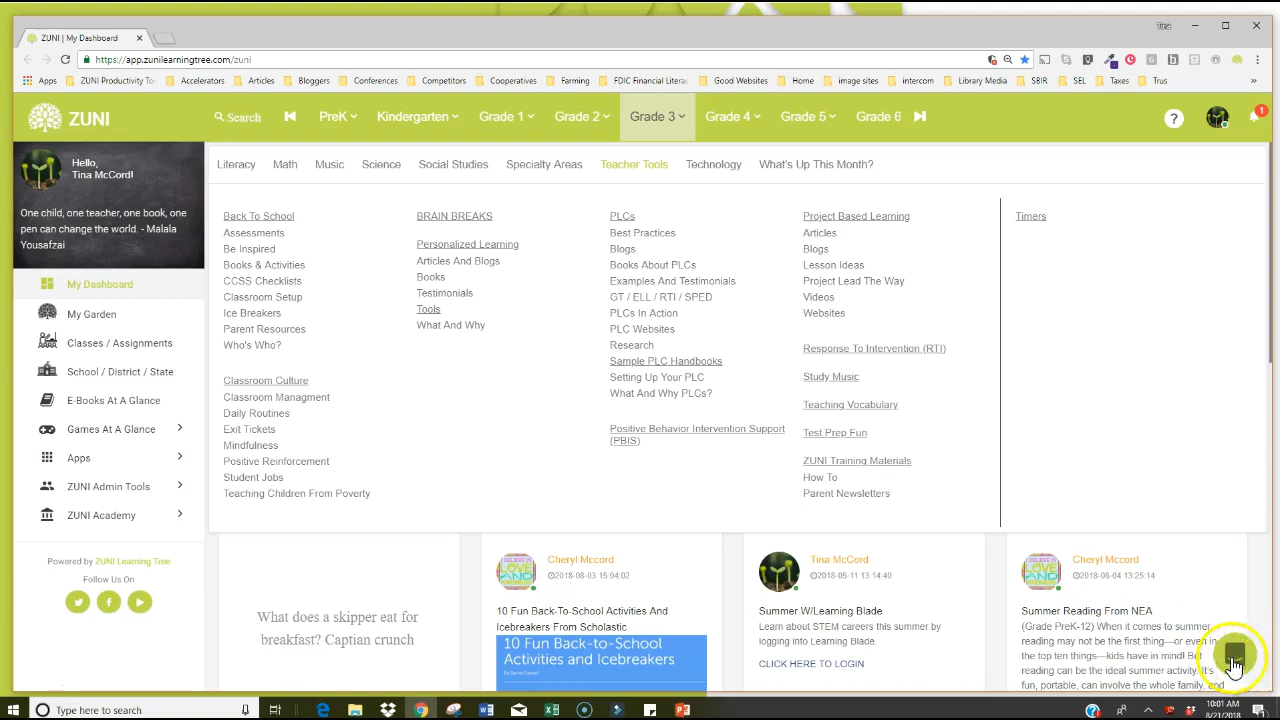 Tina
ZUNI | My Dashboard
https://app.zunilearningtree.com/zuni
Apps ZUNI Productivity To Accelerators Articles Bloggers Conferences Competitors Cooperatives Farming FDIC Financial Literac Good Websites Home image sites intercom Library Media SBIR SEL Taxes Trus »
ZUNI Search PreK Kindergarten Grade 1 Grade 2 Grade 3 Grade 4 Grade 5 Grade 6 ? 1
Hello,
Tina McCord!
One child, one teacher, one book, one
pen can change the world. - Malala
Yousafzai
My Dashboard
My Garden
Classes / Assignments
School / District / State
E-Books At A Glance
Games At A Glance
Apps
ZUNI Admin Tools
ZUNI Academy
Powered by ZUNI Learning Tree
Follow Us On
Literacy Math Music Science Social Studies Specialty Areas Teacher Tools Technology What's Up This Month?
Back To School
Assessments
Be Inspired
Books & Activities
CCSS Checklists
Classroom Setup
Ice Breakers
Parent Resources
Who's Who?
Classroom Culture
Classroom Managment
Daily Routines
Exit Tickets
Mindfulness
Positive Reinforcement
Student Jobs
Teaching Children From Poverty
BRAIN BREAKS
Personalized Learning
Articles And Blogs
Books
Testimonials
Tools
What And Why
PLCs
Best Practices
Blogs
Books About PLCs
Examples And Testimonials
GT / ELL / RTI / SPED
PLCs In Action
PLC Websites
Research
Sample PLC Handbooks
Setting Up Your PLC
What And Why PLCs?
Positive Behavior Intervention Support
(PBIS)
Project Based Learning
Articles
Blogs
Lesson Ideas
Project Lead The Way
Videos
Websites
Response To Intervention (RTI)
Study Music
Teaching Vocabulary
Test Prep Fun
ZUNI Training Materials
How To
Parent Newsletters
Timers
What does a skipper eat for
breakfast? Captian crunch
Cheryl Mccord
2018-08-03 15:04:02
10 Fun Back-To-School Activities And
Icebreakers From Scholastic
10 Fun Back-to-School
Activities and Icebreakers
Tina McCord
2018-05-11 13:14:40
Summer W/Learning Blade
Learn about STEM careers this summer by
logging into Learning Blade.
CLICK HERE TO LOGIN
Cheryl Mccord
2018-06-04 13:25:14
Summer Reading From NEA
(Grade PreK-12) When it comes to summer,
reading may not be the first thing—or even in
the top ten things—kids have in mind! But
reading can be the ideal summer activity. It's
fun, portable, can involve the whole family, and
Type here to search
10:01 AM
8/21/2018